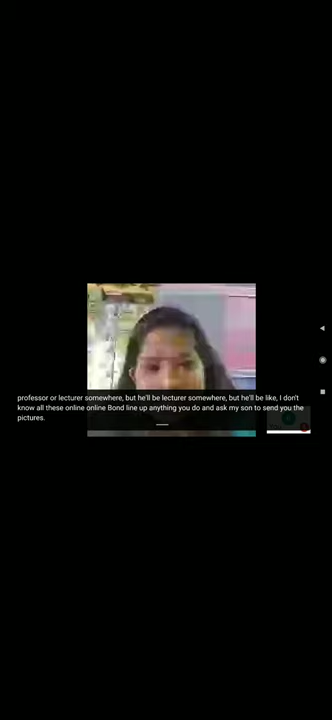 professor or lecturer somewhere, but he'll be lecturer somewhere, but he'll be like, I don't
know all these online online Bond line up anything you do and ask my son to send you the
pictures.